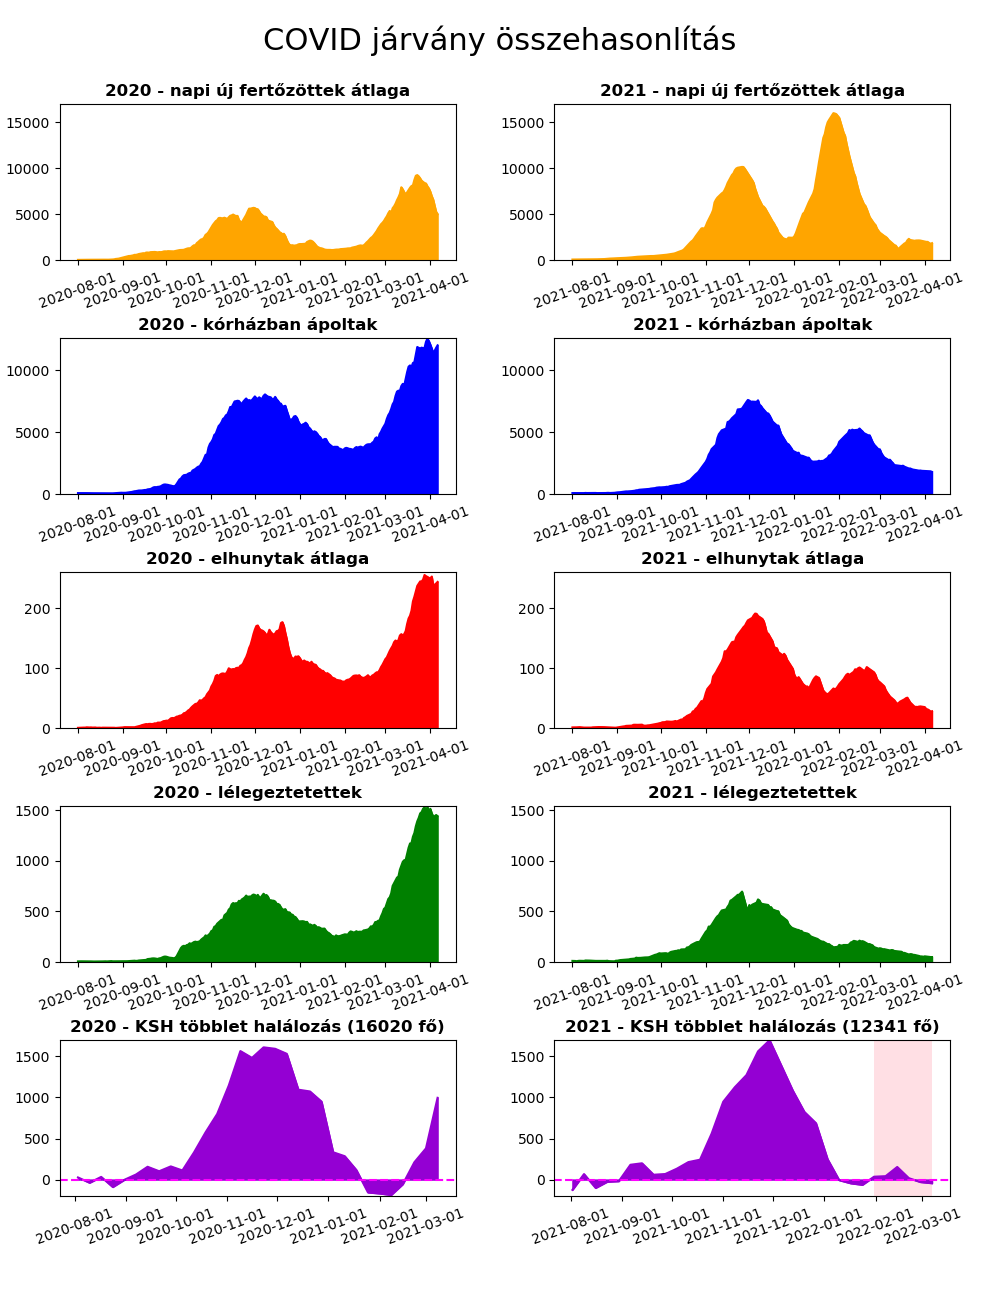 COVID járvány összehasonlítás
2020 - napi új fertőzöttek átlaga
15000
10000
5000
0
2020-08-01 2020-09-01 2020-10-01 2020-11-01 2020-12-01 2021-01-01 2021-02-01 2021-03-01 2021-04-01
2021 - napi új fertőzöttek átlaga
15000
10000
5000
0
2021-08-01 2021-09-01 2021-10-01 2021-11-01 2021-12-01 2022-01-01 2022-02-01 2022-03-01 2022-04-01
2020 - kórházban ápoltak
10000
5000
0
2020-08-01 2020-09-01 2020-10-01 2020-11-01 2020-12-01 2021-01-01 2021-02-01 2021-03-01 2021-04-01
2021 - kórházban ápoltak
10000
5000
0
2021-08-01 2021-09-01 2021-10-01 2021-11-01 2021-12-01 2022-01-01 2022-02-01 2022-03-01 2022-04-01
2020 - elhunytak átlaga
200
100
0
2020-08-01 2020-09-01 2020-10-01 2020-11-01 2020-12-01 2021-01-01 2021-02-01 2021-03-01 2021-04-01
2021 - elhunytak átlaga
200
100
0
2021-08-01 2021-09-01 2021-10-01 2021-11-01 2021-12-01 2022-01-01 2022-02-01 2022-03-01 2022-04-01
2020 - lélegeztetettek
1500
1000
500
0
2020-08-01 2020-09-01 2020-10-01 2020-11-01 2020-12-01 2021-01-01 2021-02-01 2021-03-01 2021-04-01
2021 - lélegeztetettek
1500
1000
500
0
2021-08-01 2021-09-01 2021-10-01 2021-11-01 2021-12-01 2022-01-01 2022-02-01 2022-03-01 2022-04-01
2020 - KSH többlet halálozás (16020 fő)
1500
1000
500
0
2020-08-01 2020-09-01 2020-10-01 2020-11-01 2020-12-01 2021-01-01 2021-02-01 2021-03-01
2021 - KSH többlet halálozás (12341 fő)
1500
1000
500
0
2021-08-01 2021-09-01 2021-10-01 2021-11-01 2021-12-01 2022-01-01 2022-02-01 2022-03-01